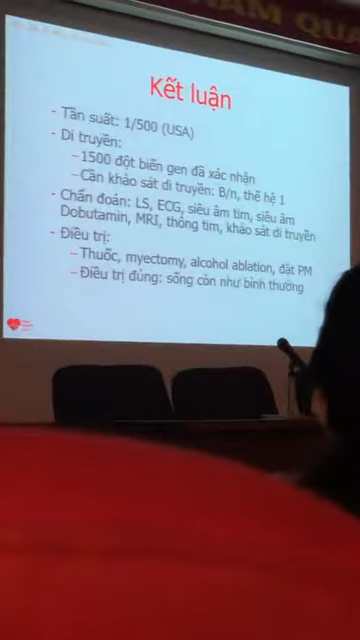 Kết luận
- Tần suất: 1/500 (USA)
- Di truyền:
–1500 đột biến gen đã xác nhận
–Cần khảo sát di truyền: B/n, thế hệ 1
- Chẩn đoán: LS, ECG, siêu âm tim, siêu âm
Dobutamin, MRI, thông tim, khảo sát di truyền
- Điều trị:
–Thuốc, myectomy, alcohol ablation, đặt PM
–Điều trị đúng: sống còn như bình thường